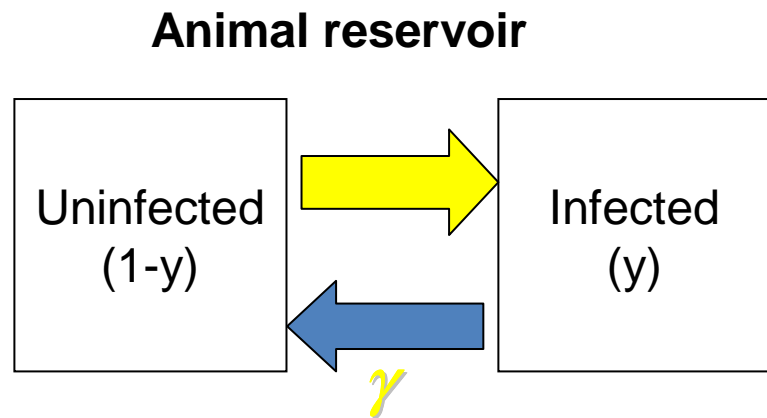 Animal reservoir
Uninfected
(1-y)
Infected
(y)
γ